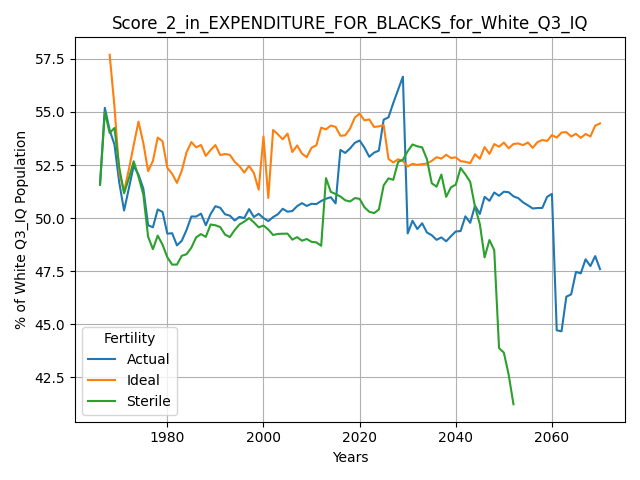 Score_2_in_EXPENDITURE_FOR_BLACKS_for_White_Q3_IQ
% of White Q3_IQ Population
57.5
55.0
52.5
50.0
47.5
45.0
42.5
Fertility
Actual
Ideal
Sterile
1980
2000
2020
2040
2060
Years